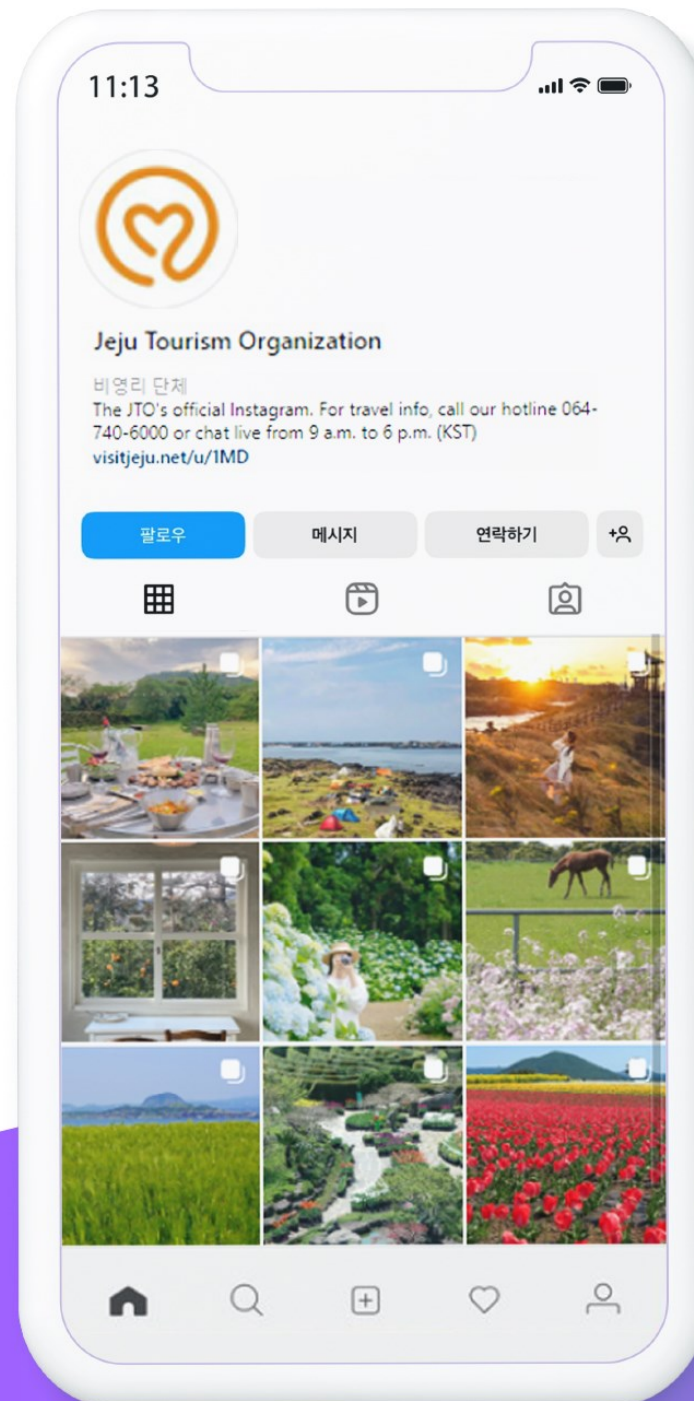 11:13
Jeju Tourism Organization
비영리 단체
The JTO's official Instagram. For travel info, call our hotline 064-
740-6000 or chat live from 9 a.m. to 6 p.m. (KST)
visitjeju.net/u/1MD
팔로우 메시지 연락하기